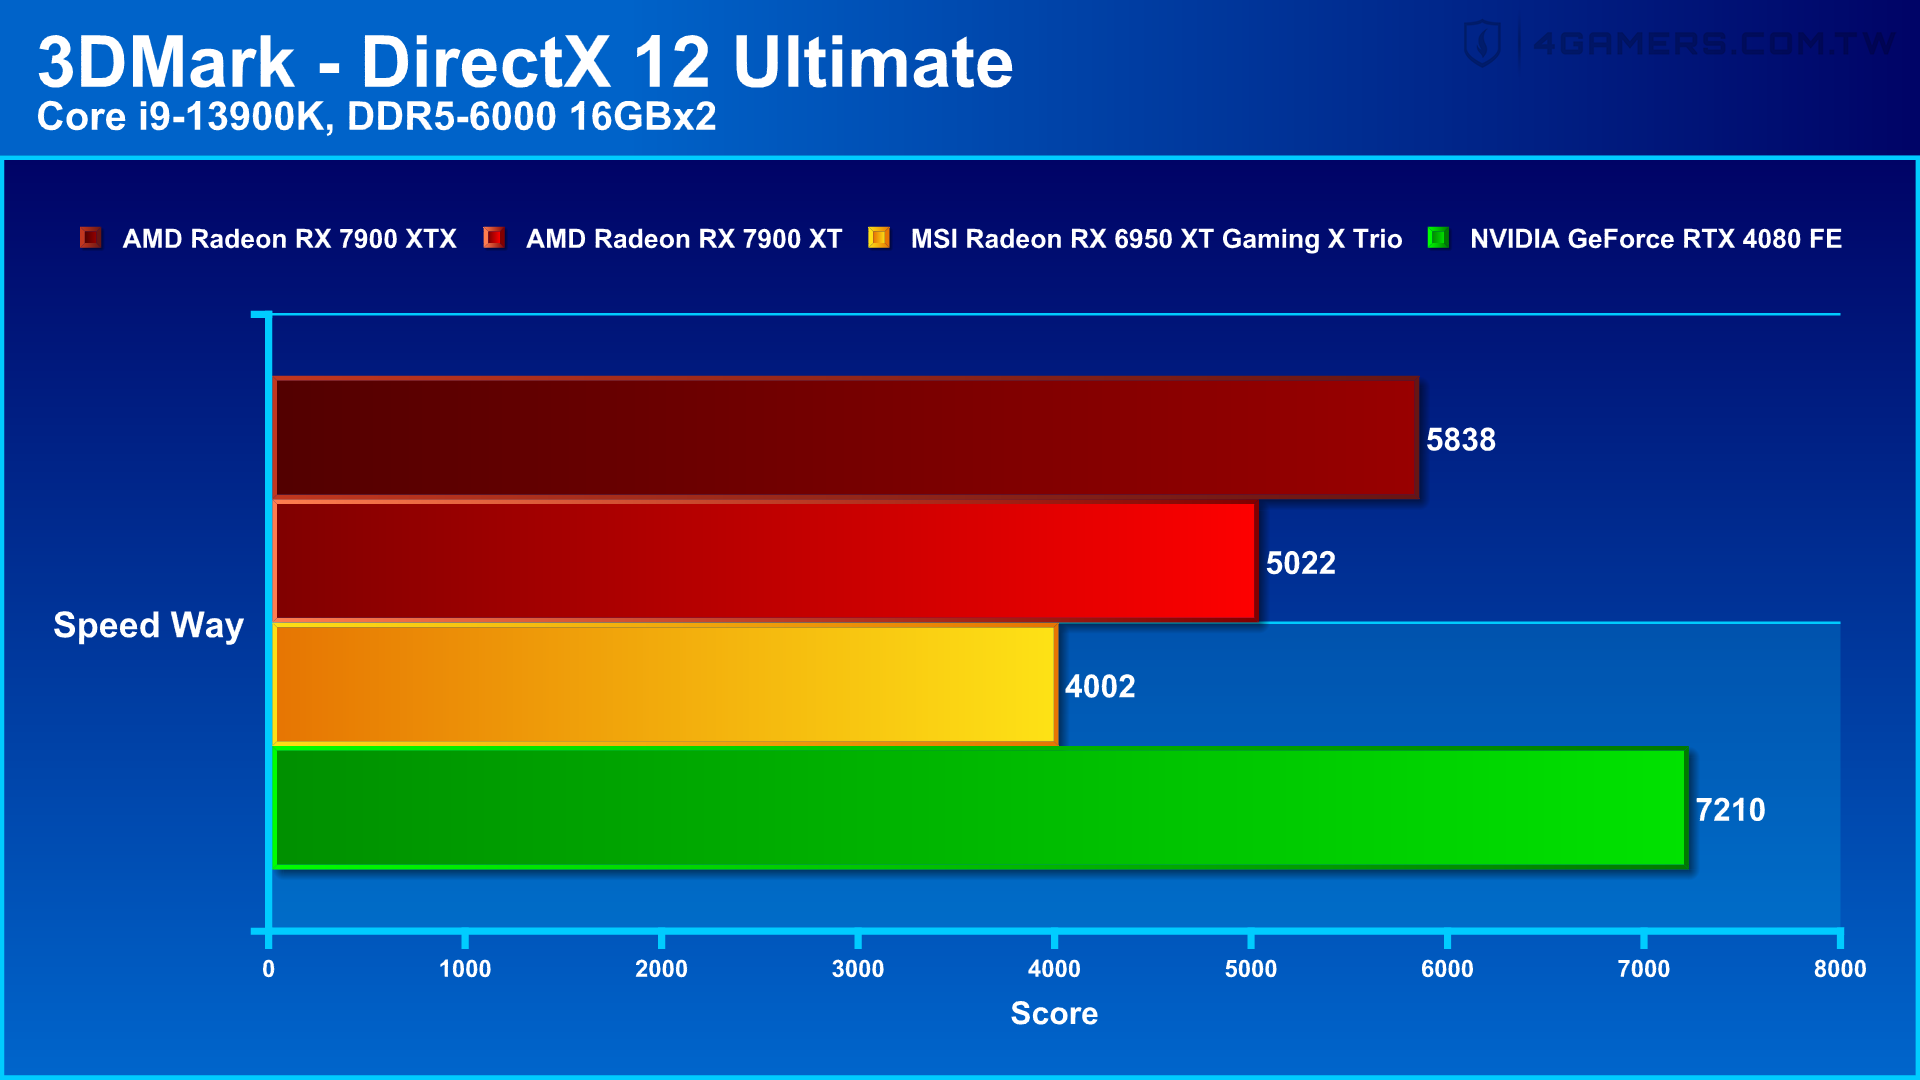 3DMark - DirectX 12 Ultimate
Core i9-13900K, DDR5-6000 16GBx2
4GAMERS.COM.TW
AMD Radeon RX 7900 XTX AMD Radeon RX 7900 XT MSI Radeon RX 6950 XT Gaming X Trio NVIDIA GeForce RTX 4080 FE
5838
5022
Speed Way
4002
7210
0 1000 2000 3000 4000 5000 6000 7000 8000
Score